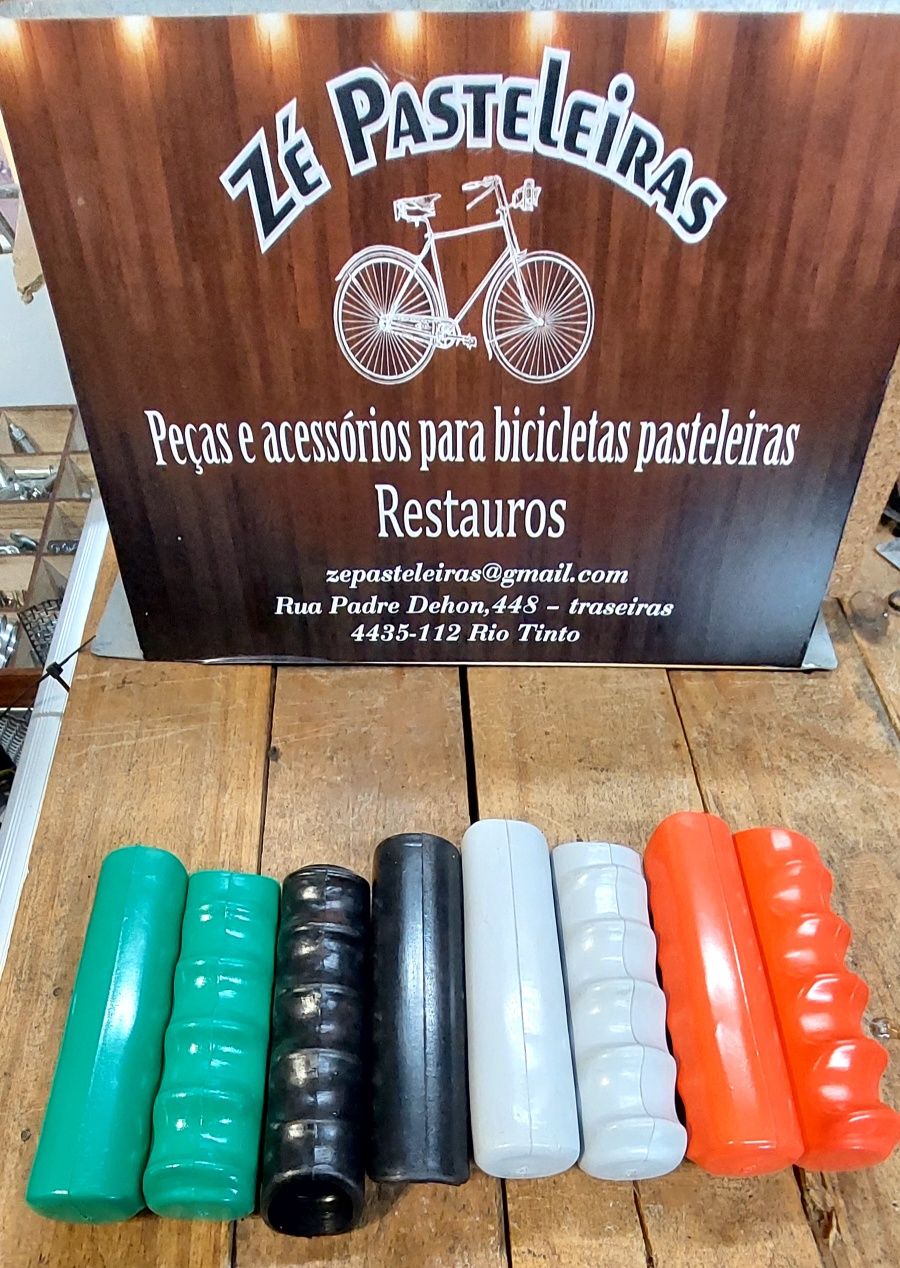 Zé Pasteleiras
Peças e acessórios para bicicletas pasteleiras
Restauros
zepasteleiras@gmail.com
Rua Padre Dehon,448 - traseiras
4435-112 Rio Tinto